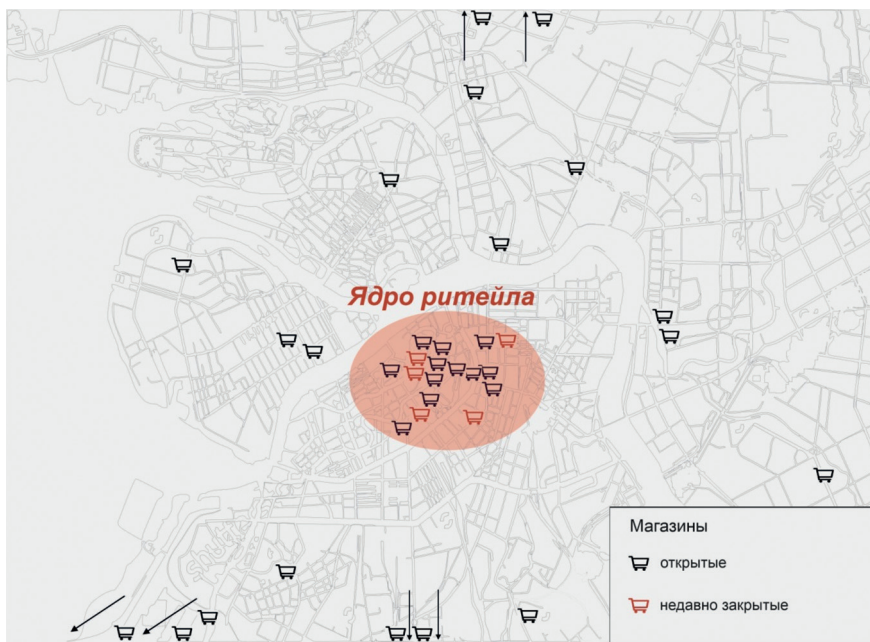 Ядро ритейла
Магазины
открытые
недавно закрытые